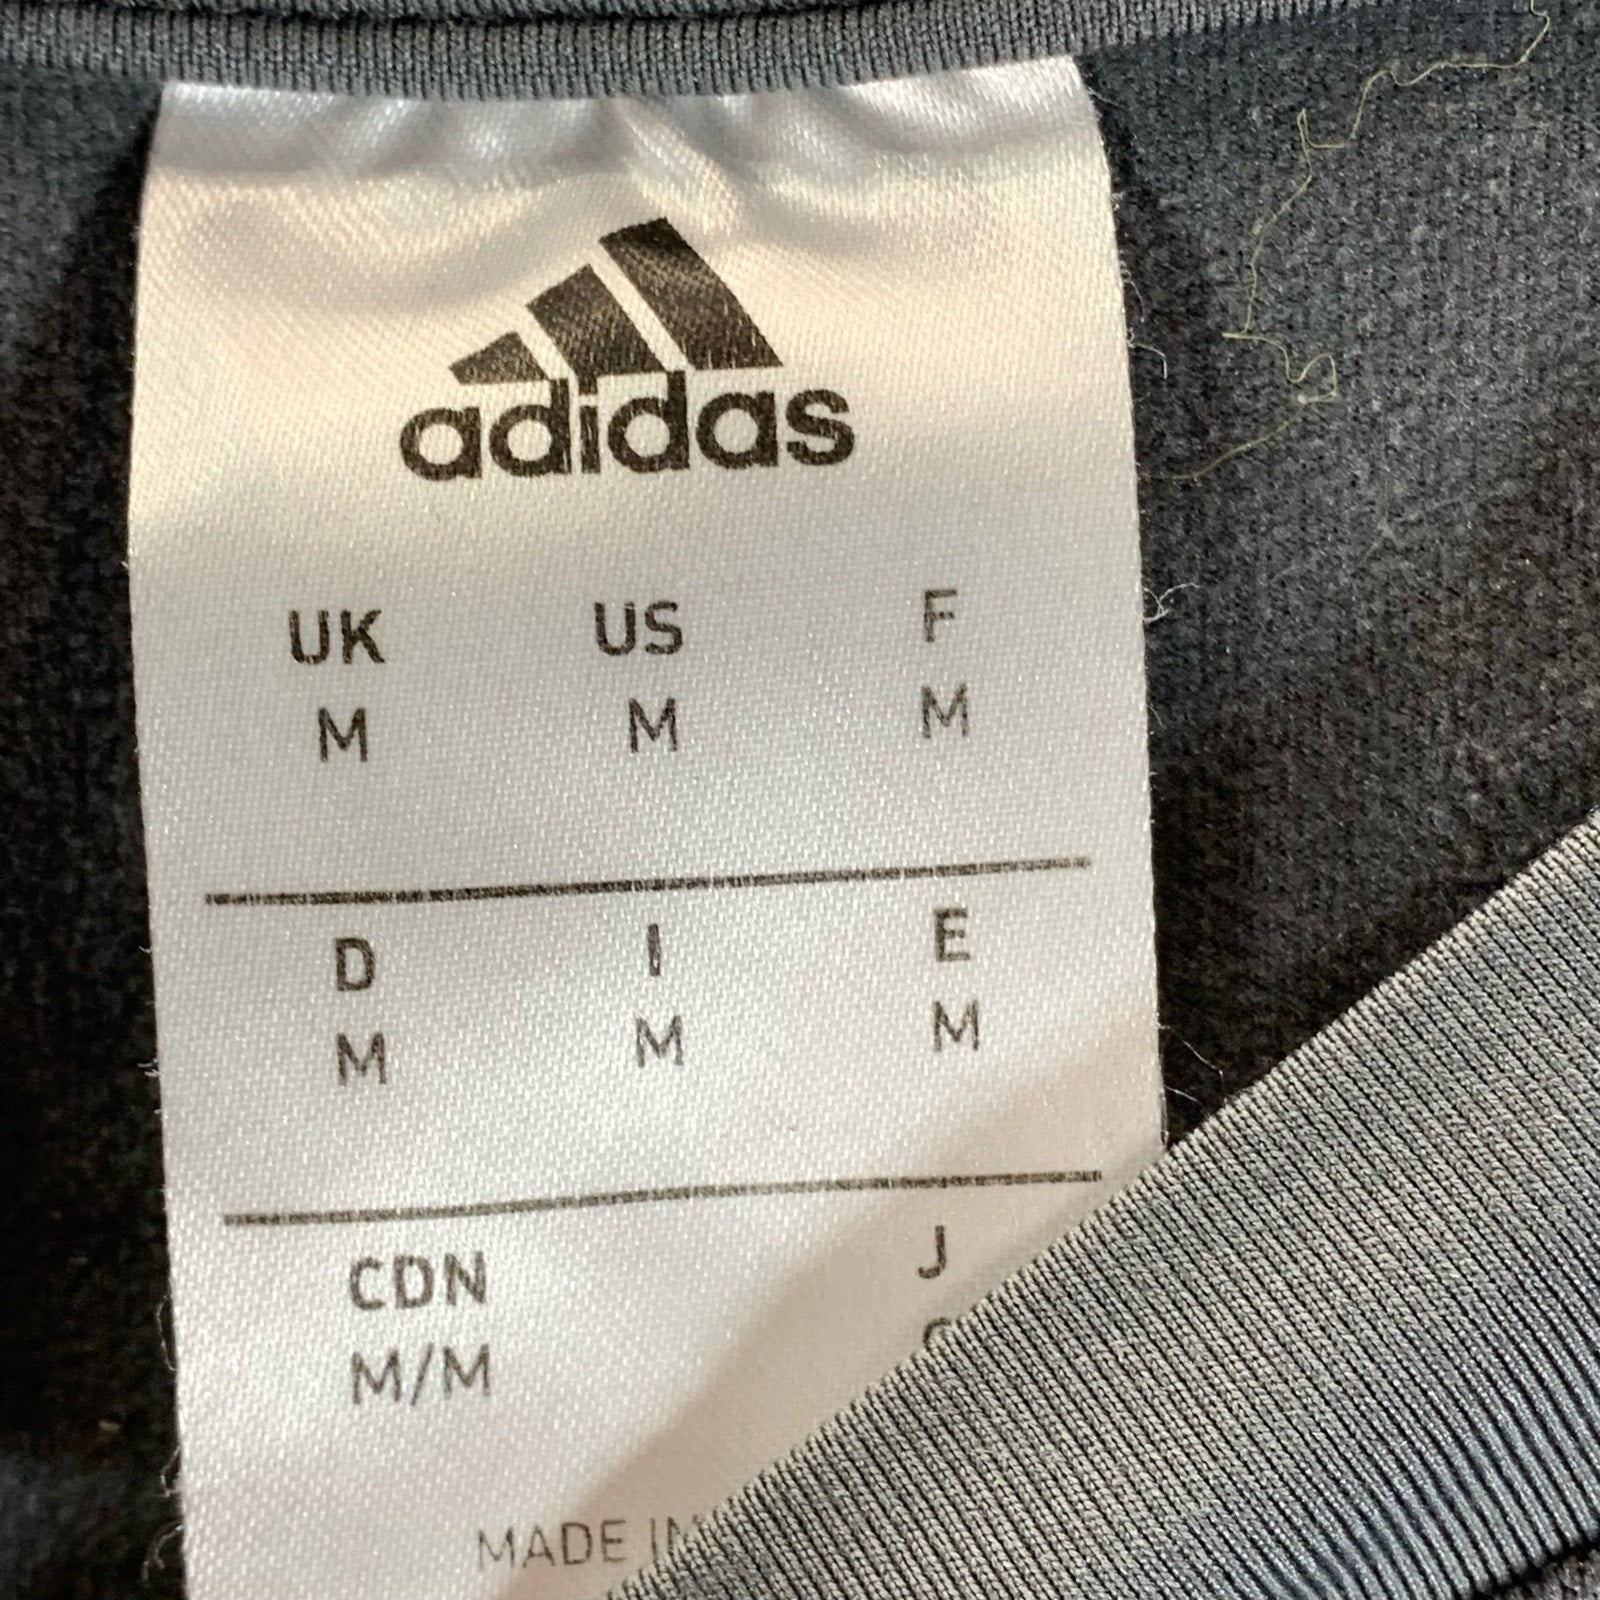 adidas
UK US F
M M M
D I E
M M M
CDN J
M/M
MADE IN